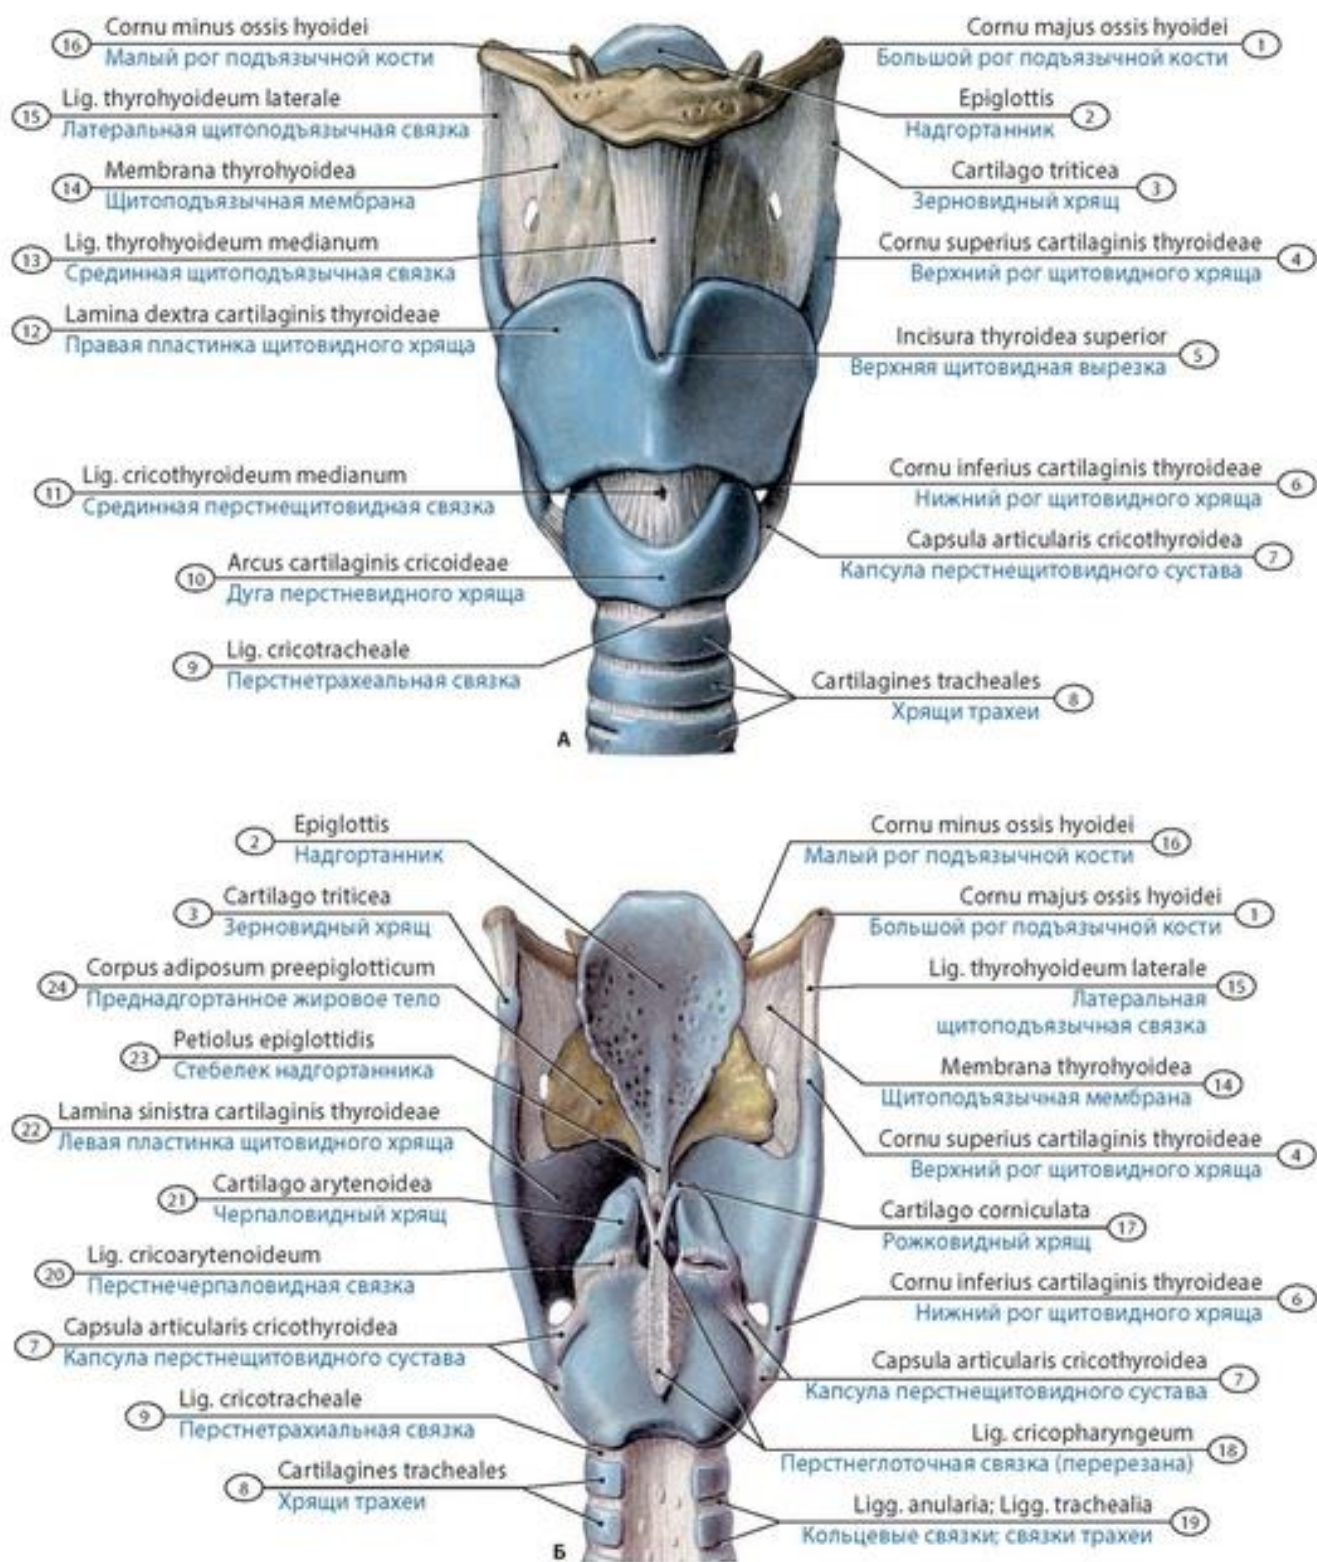 Cornu minus ossis hyoidei
16
Малый рог подъязычной кости
Cornu majus ossis hyoidei
1
Большой рог подъязычной кости
Lig. thyrohyoideum laterale
15
Латеральная щитоподъязычная связка
Epiglottis
2
Надгортанник
Membrana thyrohyoidea
14
Щитоподъязычная мембрана
Cartilago triticea
3
Зерновидный хрящ
Lig. thyrohyoideum medianum
13
Срединная щитоподъязычная связка
Cornu superius cartilaginis thyroideae
4
Верхний рог щитовидного хряща
Lamina dextra cartilaginis thyroideae
12
Правая пластинка щитовидного хряща
Incisura thyroidea superior
5
Верхняя щитовидная вырезка
Lig. cricothyroideum medianum
11
Срединная перстнещитовидная связка
Cornu inferius cartilaginis thyroideae
6
Нижний рог щитовидного хряща
Capsula articularis cricothyroidea
7
Капсула перстнещитовидного сустава
Arcus cartilaginis cricoideae
10
Дуга перстневидного хряща
Lig. cricotracheale
9
Перстнетрахеальная связка
Cartilagines tracheales
8
Хрящи трахеи
А
Epiglottis
2
Надгортанник
Cornu minus ossis hyoidei
16
Малый рог подъязычной кости
Cartilago triticea
3
Зерновидный хрящ
Cornu majus ossis hyoidei
1
Большой рог подъязычной кости
Corpus adiposum preepiglotticum
24
Преднадгортанное жировое тело
Lig. thyrohyoideum laterale
15
Латеральная
щитоподъязычная связка
Petiolus epiglottidis
23
Стебелек надгортанника
Membrana thyrohyoidea
14
Щитоподъязычная мембрана
Lamina sinistra cartilaginis thyroideae
22
Левая пластинка щитовидного хряща
Cornu superius cartilaginis thyroideae
4
Верхний рог щитовидного хряща
Cartilago arytenoidea
21
Черпаловидный хрящ
Cartilago corniculata
17
Рожковидный хрящ
Lig. cricoarytenoideum
20
Перстнечерпаловидная связка
Cornu inferius cartilaginis thyroideae
6
Нижний рог щитовидного хряща
Capsula articularis cricothyroidea
7
Капсула перстнещитовидного сустава
Capsula articularis cricothyroidea
7
Капсула перстнещитовидного сустава
Lig. cricotracheale
9
Перстнетрахиальная связка
Lig. cricopharyngeum
18
Перстнеглоточная связка (перерезана)
Cartilagines tracheales
8
Хрящи трахеи
Ligg. anularia; Ligg. trachealia
19
Кольцевые связки; связки трахеи
Б